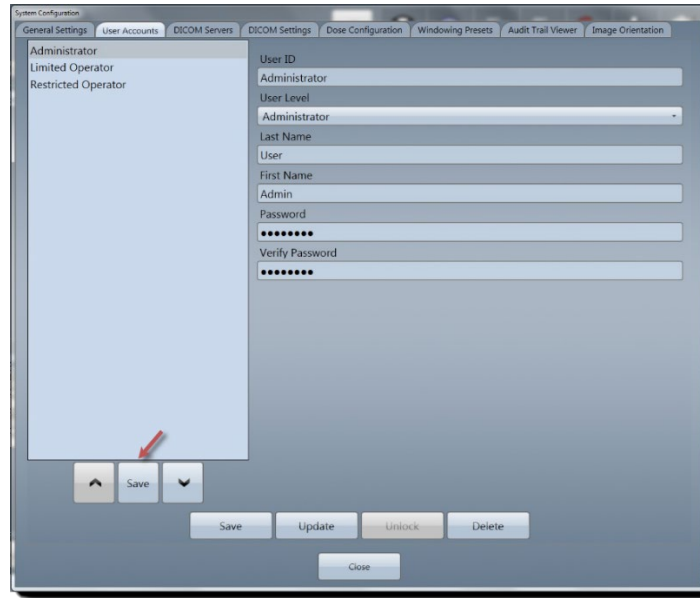 System Configuration
General Settings User Accounts DICOM Servers DICOM Settings Dose Configuration Windowing Presets Audit Trail Viewer Image Orientation
Administrator
Limited Operator
Restricted Operator
User ID
Administrator
User Level
Administrator
Last Name
User
First Name
Admin
Password
●●●●●●●●
Verify Password
●●●●●●●●
Save
Save Update Unlock Delete
Close